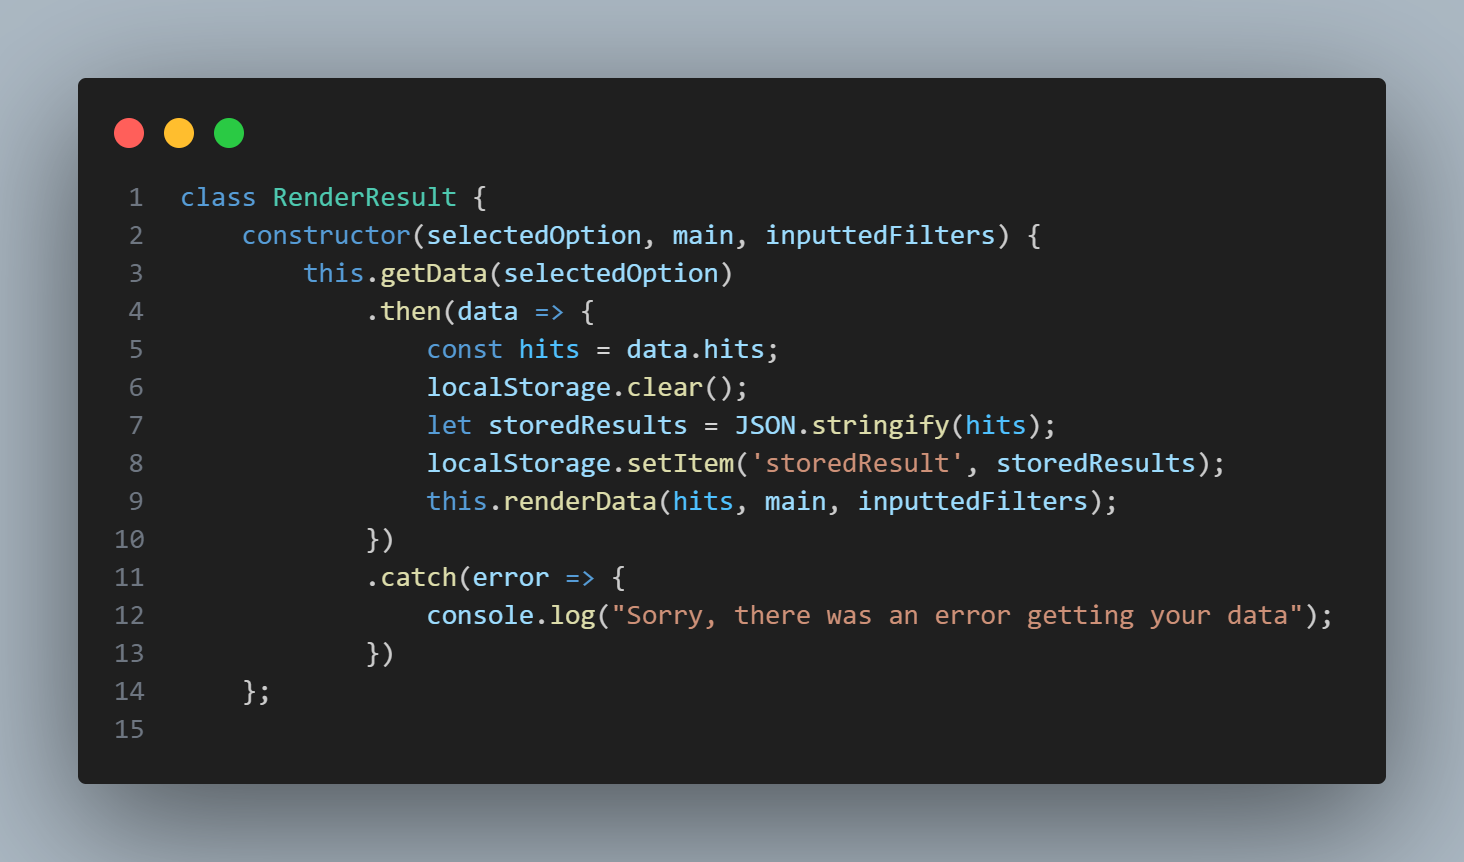 1 class RenderResult {
2     constructor(selectedOption, main, inputtedFilters) {
3         this.getData(selectedOption)
4             .then(data => {
5                 const hits = data.hits;
6                 localStorage.clear();
7                 let storedResults = JSON.stringify(hits);
8                 localStorage.setItem('storedResult', storedResults);
9                 this.renderData(hits, main, inputtedFilters);
10             })
11             .catch(error => {
12                 console.log("Sorry, there was an error getting your data");
13             })
14     };
15